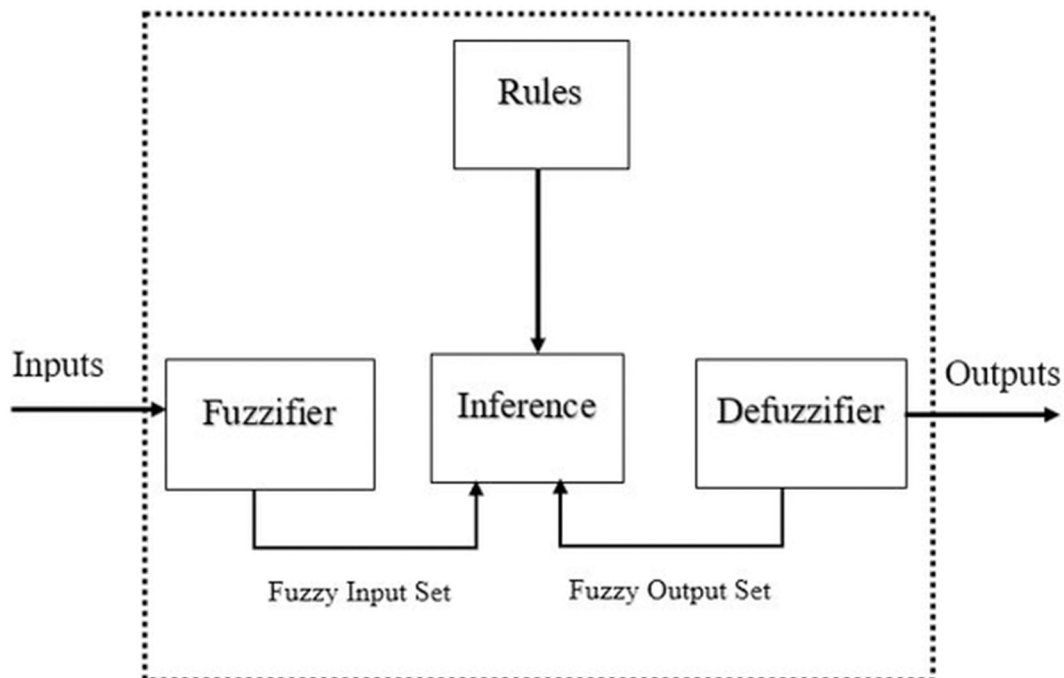 Rules
Inputs
Fuzzifier
Inference
Defuzzifier
Outputs
Fuzzy Input Set
Fuzzy Output Set